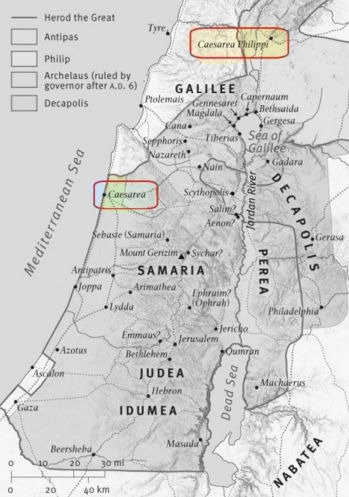 Herod the Great
Antipas
Philip
Archelaus (ruled by
governor after A.D. 6)
Decapolis
Tyre
Caesarea Philippi
GALILEE
Ptolemais
Capernaum
Gennesaret
Bethsaida
Magdala
Gergesa
Cana
Tiberias
Sea of
Galilee
Sepphoris
Nazareth
Gadara
Nain
Mediterranean Sea
Caesarea
Scythopolis
Jordan River
DECAPOLIS
Salim?
Aenon?
Sebaste (Samaria)
Gerasa
Mount Gerizim
Sychar?
PEREA
Antipatris
SAMARIA
Joppa
Arimathea
Ephraim?
(Ophrah)
Lydda
Philadelphia
Jericho
Emmaus?
Jerusalem
Azotus
Bethlehem
Qumran
Ascalon
JUDEA
Dead Sea
Machaerus
Hebron
Gaza
IDUMEA
Masada
Beersheba
NABATEA
0 10 20 30 mi
0 20 40 km